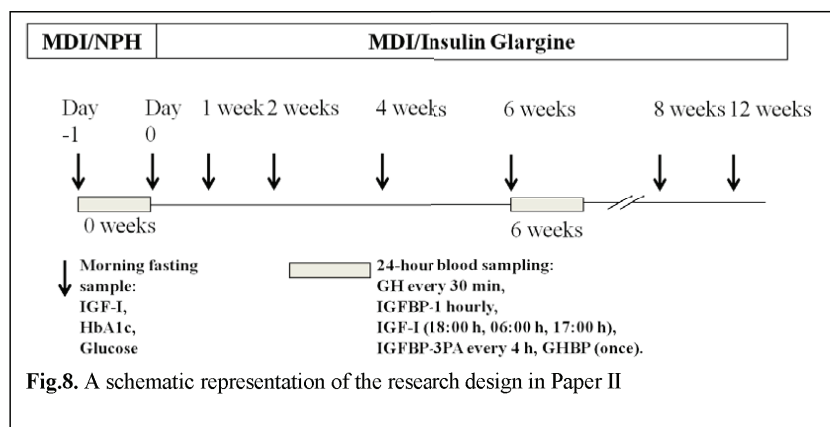 MDI/NPH MDI/Insulin Glargine
Day Day 1 week 2 weeks 4 weeks 6 weeks 8 weeks 12 weeks
-1 0
0 weeks 6 weeks
Morning fasting
sample:
IGF-I,
HbA1c,
Glucose
24-hour blood sampling:
GH every 30 min,
IGFBP-1 hourly,
IGF-I (18:00 h, 06:00 h, 17:00 h),
IGFBP-3PA every 4 h, GHBP (once).
Fig.8. A schematic representation of the research design in Paper II